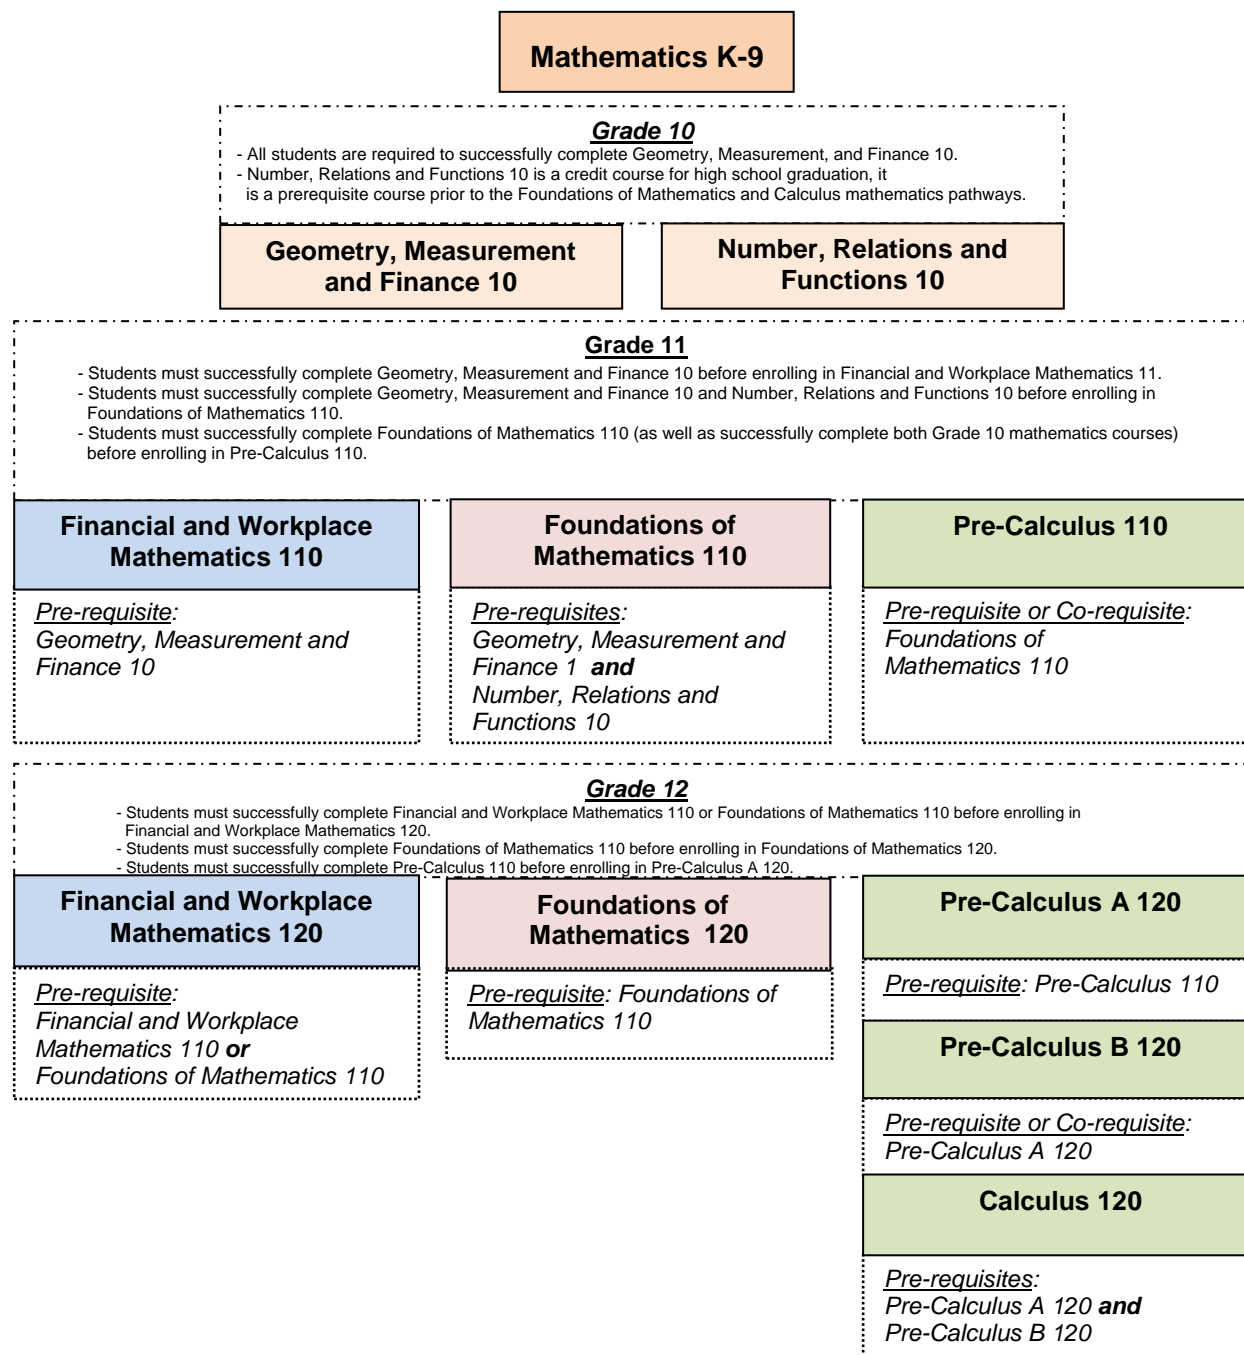 Mathematics K-9
Grade 10
- All students are required to successfully complete Geometry, Measurement, and Finance 10.
- Number, Relations and Functions 10 is a credit course for high school graduation, it
is a prerequisite course prior to the Foundations of Mathematics and Calculus mathematics pathways.
Geometry, Measurement
and Finance 10
Number, Relations and
Functions 10
Grade 11
- Students must successfully complete Geometry, Measurement and Finance 10 before enrolling in Financial and Workplace Mathematics 11.
- Students must successfully complete Geometry, Measurement and Finance 10 and Number, Relations and Functions 10 before enrolling in
Foundations of Mathematics 110.
- Students must successfully complete Foundations of Mathematics 110 (as well as successfully complete both Grade 10 mathematics courses)
before enrolling in Pre-Calculus 110.
Financial and Workplace
Mathematics 110
Pre-requisite:
Geometry, Measurement and
Finance 10
Foundations of
Mathematics 110
Pre-requisites:
Geometry, Measurement and
Finance 1 and
Number, Relations and
Functions 10
Pre-Calculus 110
Pre-requisite or Co-requisite:
Foundations of
Mathematics 110
Grade 12
- Students must successfully complete Financial and Workplace Mathematics 110 or Foundations of Mathematics 110 before enrolling in
Financial and Workplace Mathematics 120.
- Students must successfully complete Foundations of Mathematics 110 before enrolling in Foundations of Mathematics 120.
- Students must successfully complete Pre-Calculus 110 before enrolling in Pre-Calculus A 120.
Financial and Workplace
Mathematics 120
Pre-requisite:
Financial and Workplace
Mathematics 110 or
Foundations of Mathematics 110
Foundations of
Mathematics 120
Pre-requisite: Foundations of
Mathematics 110
Pre-Calculus A 120
Pre-requisite: Pre-Calculus 110
Pre-Calculus B 120
Pre-requisite or Co-requisite:
Pre-Calculus A 120
Calculus 120
Pre-requisites:
Pre-Calculus A 120 and
Pre-Calculus B 120